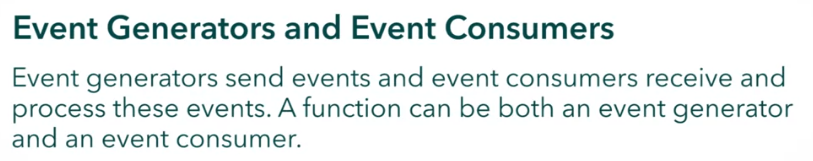 Event Generators and Event Consumers
Event generators send events and event consumers receive and
process these events. A function can be both an event generator
and an event consumer.